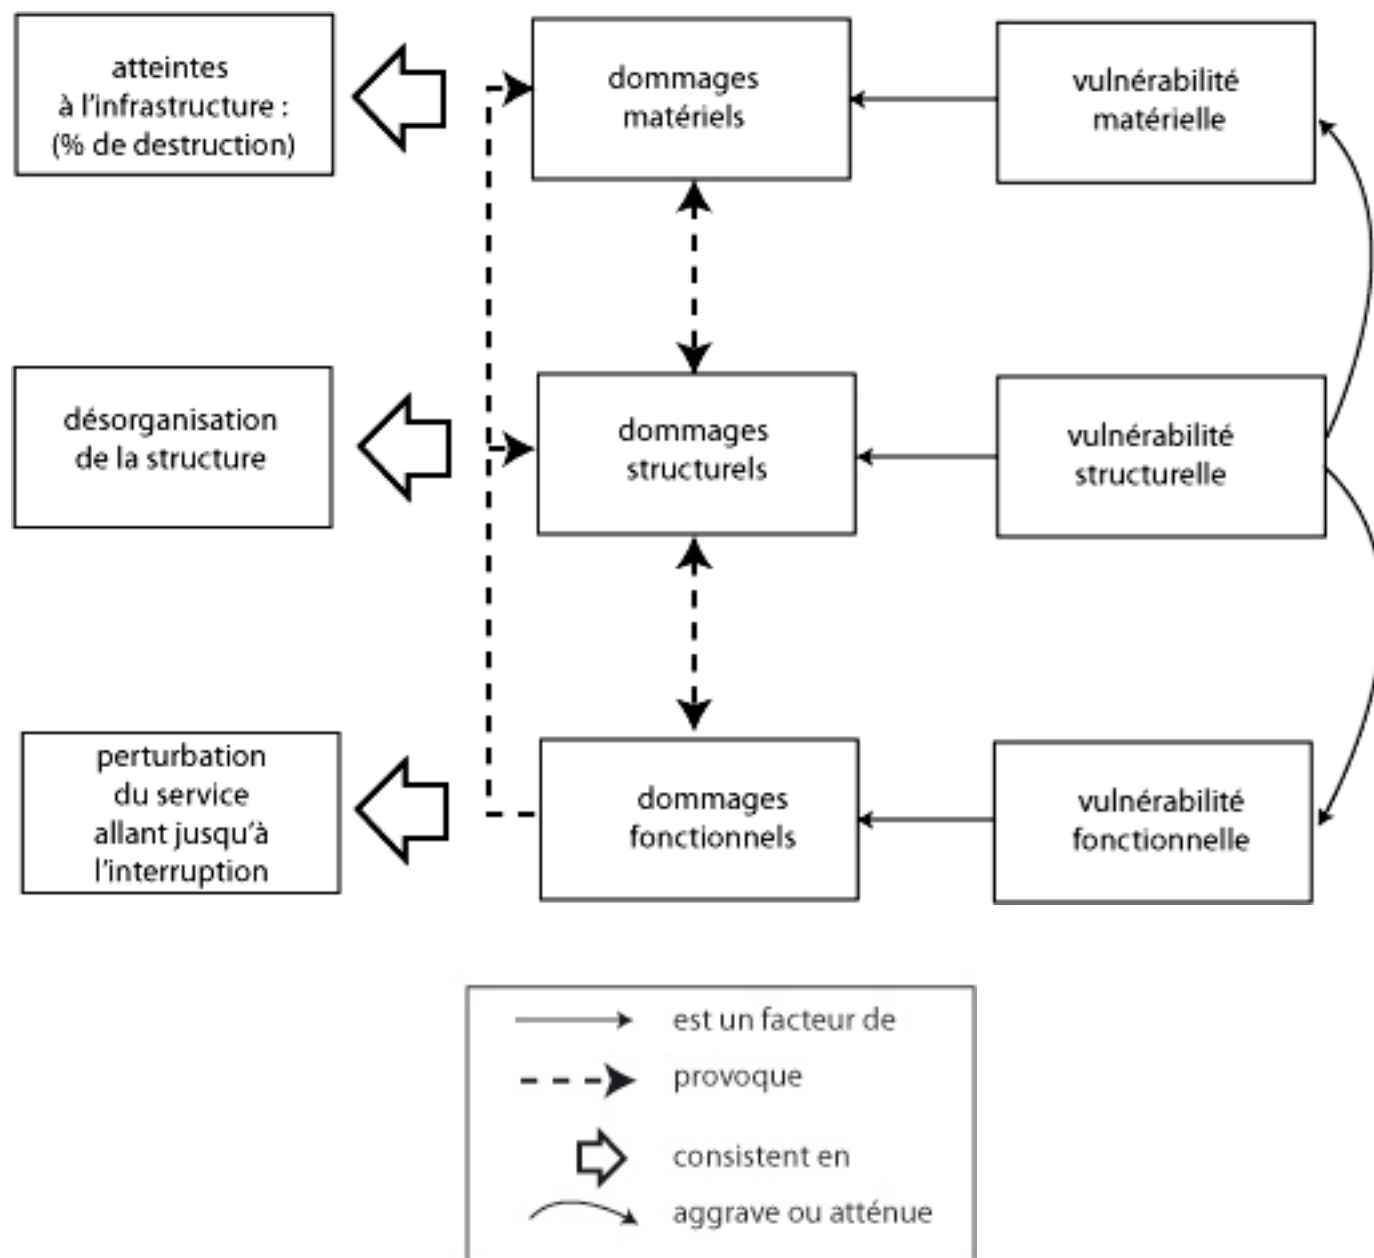 atteintes
à l'infrastructure :
(% de destruction)
dommages
matériels
vulnérabilité
matérielle
désorganisation
de la structure
dommages
structurels
vulnérabilité
structurelle
perturbation
du service
allant jusqu'à
l'interruption
dommages
fonctionnels
vulnérabilité
fonctionnelle
est un facteur de
provoque
consistent en
aggrave ou atténue